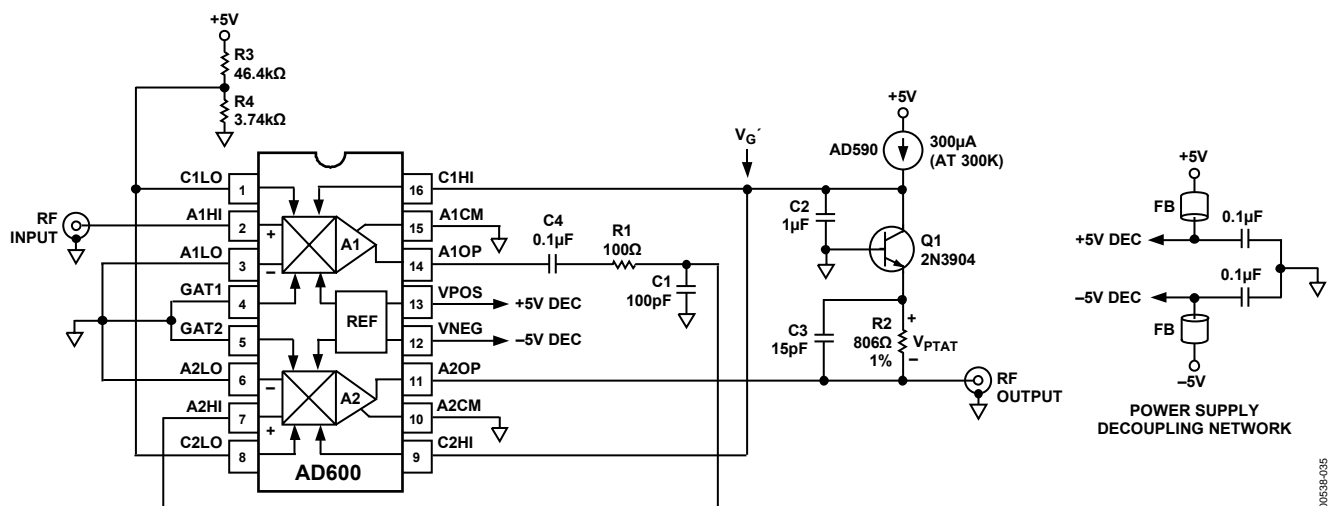 +5V
R3
46.4kΩ
R4
3.74kΩ
C1LO
1
A1HI
2
RF
INPUT
A1LO
3
GAT1
4
GAT2
5
A2LO
6
A2HI
7
C2LO
8
+
–
A1
REF
–
+
A2
AD600
16
C1HI
15
A1CM
14
A1OP
13
VPOS
+5V DEC
12
VNEG
–5V DEC
11
A2OP
10
A2CM
9
C2HI
C4
0.1µF
R1
100Ω
C1
100pF
VG´
+5V
AD590
300µA
(AT 300K)
C2
1µF
Q1
2N3904
C3
15pF
R2
806Ω
1%
+
VPTAT
–
RF
OUTPUT
+5V
FB
0.1µF
+5V DEC
0.1µF
–5V DEC
FB
–5V
POWER SUPPLY
DECOUPLING NETWORK
00538-035